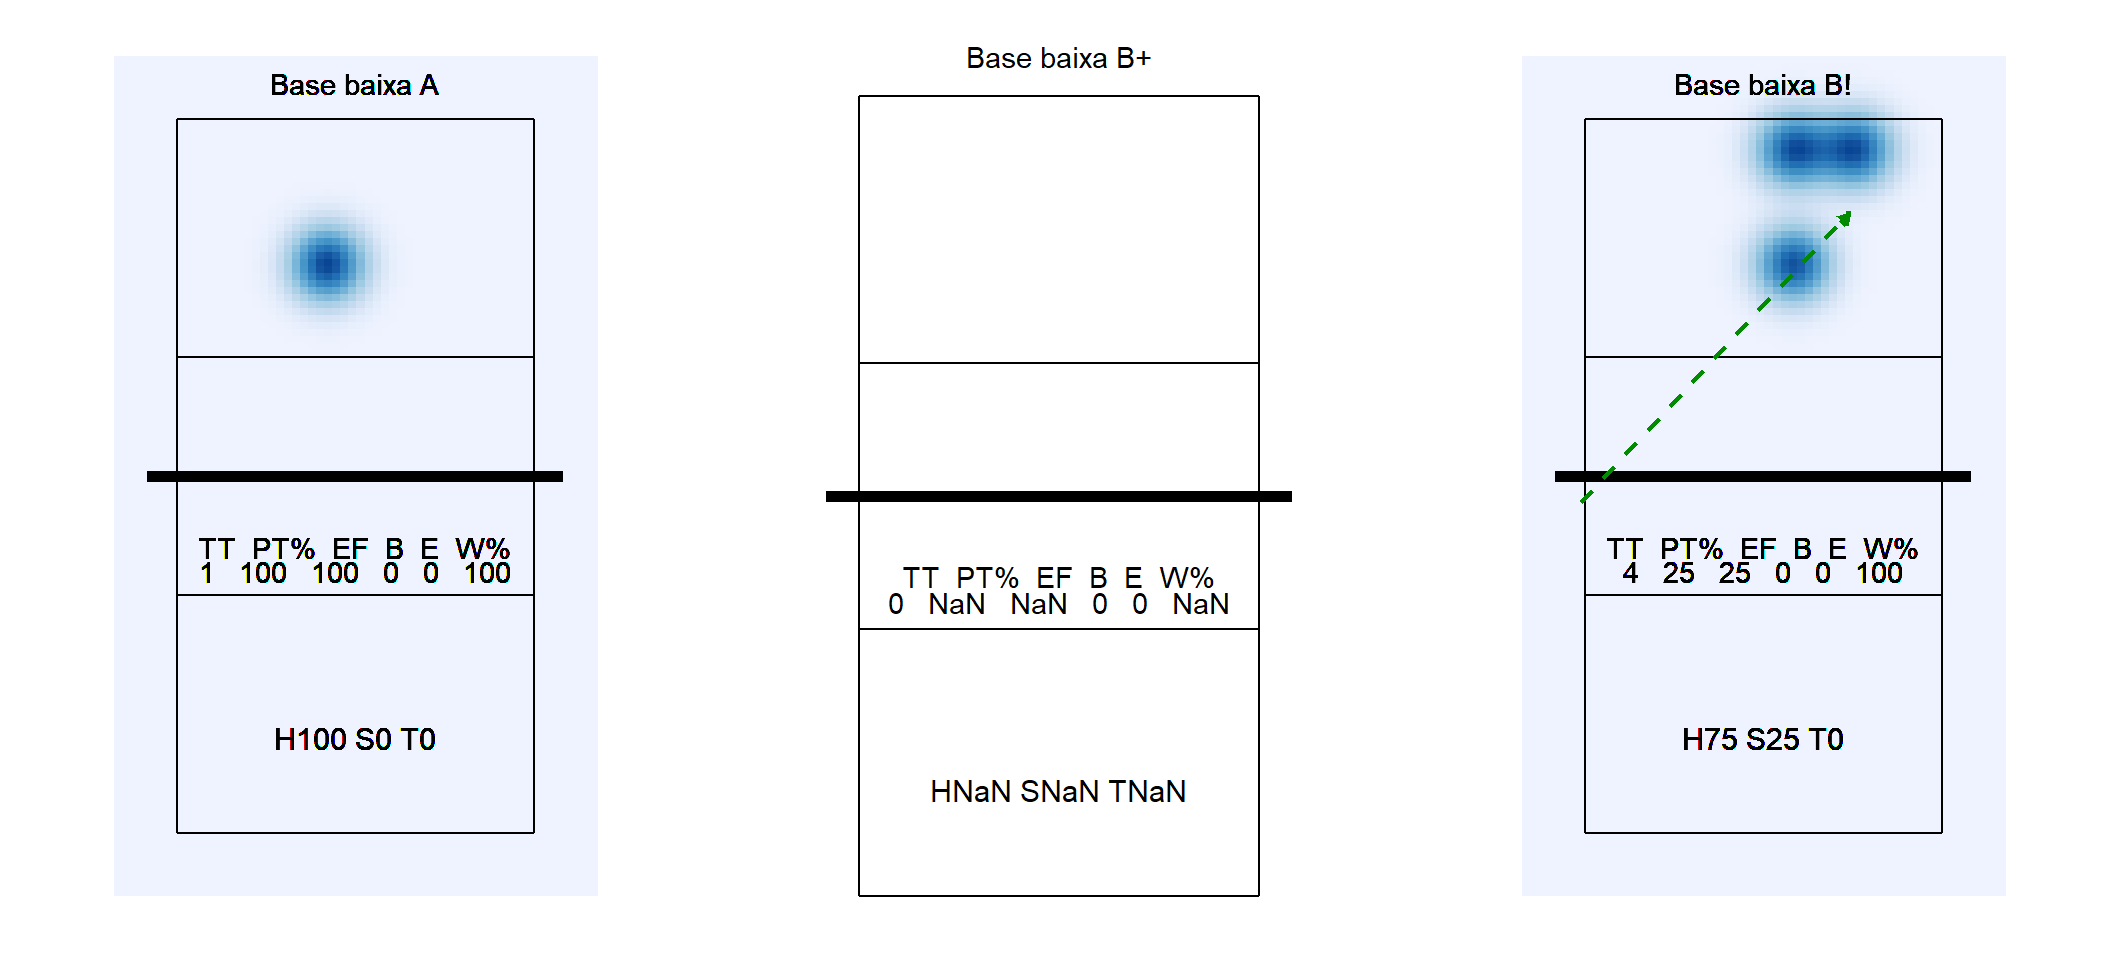 Base baixa A
TT PT% EF B E W%
1 100 100 0 0 100
H100 S0 T0
Base baixa B+
TT PT% EF B E W%
0 NaN NaN 0 0 NaN
HNaN SNaN TNaN
Base baixa B!
TT PT% EF B E W%
4 25 25 0 0 100
H75 S25 T0